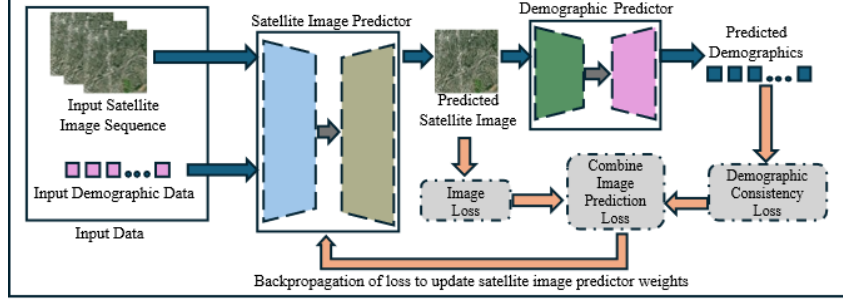 Satellite Image Predictor
Demographic Predictor
Predicted
Demographics
Input Satellite
Image Sequence
Predicted
Satellite Image
Input Demographic Data
Input Data
Image
Loss
Combine
Image
Prediction
Loss
Demographic
Consistency
Loss
Backpropagation of loss to update satellite image predictor weights